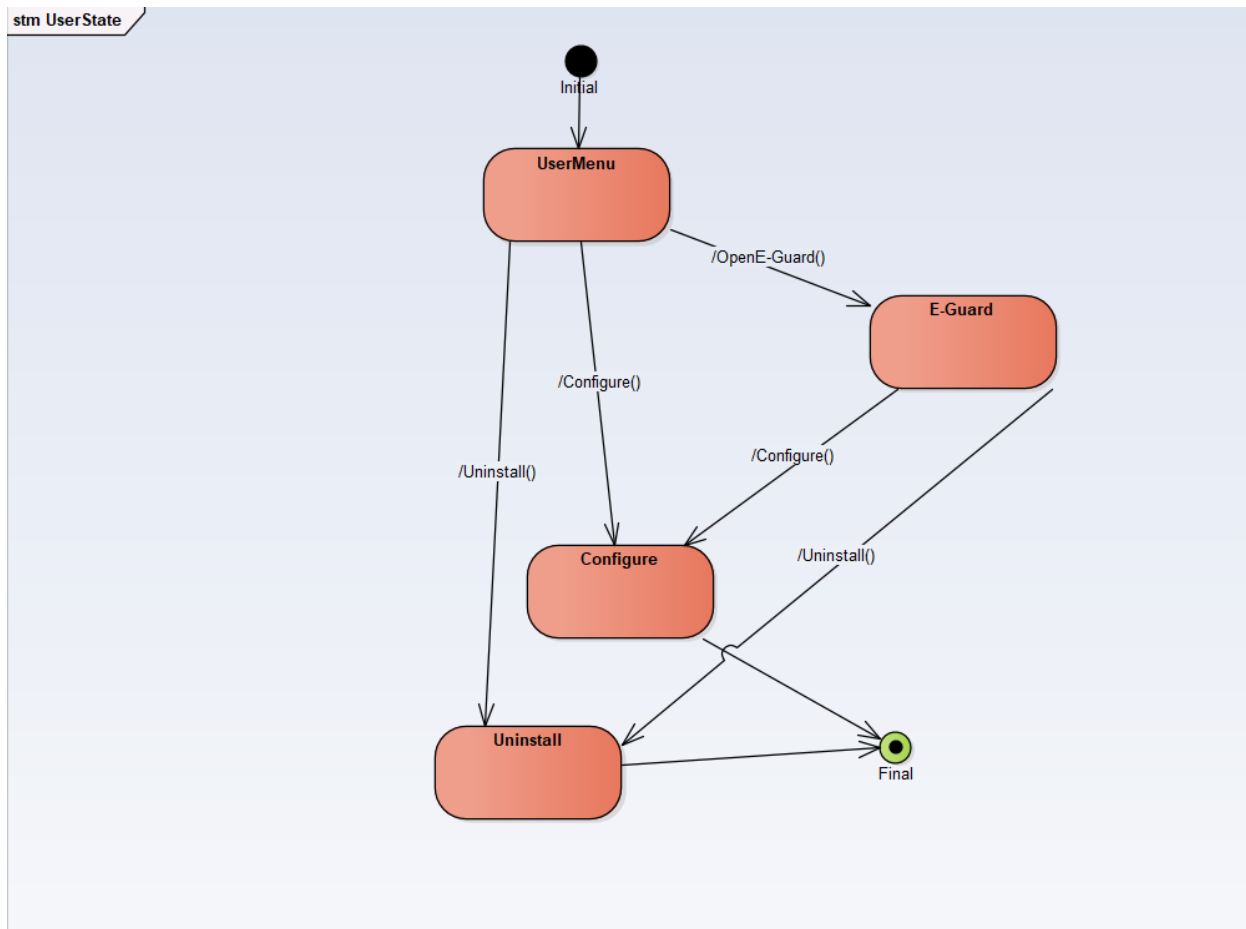 stm UserState
Initial
UserMenu
/OpenE-Guard()
E-Guard
/Configure()
/Configure()
/Uninstall()
/Uninstall()
Configure
Uninstall
Final